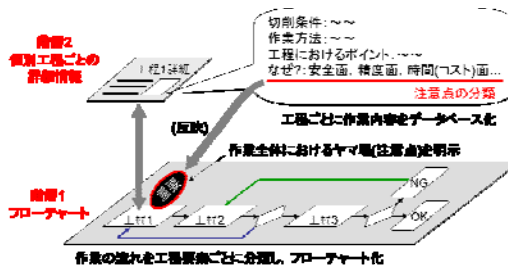 切削条件：～～
作業方法：～～
工程におけるポイント：～～
なぜ?：安全面，精度面，時間(コスト)面...
注意点の分類
階層2
個別工程ごとの
詳細情報
工程1詳細
工程ごとに作業内容をデータベース化
(反映)
作業全体におけるヤマ場(注意点)を明示
階層1
フローチャート
工程1
工程2
工程3
NG
OK
作業の流れを工程要素ごとに分類し，フローチャート化